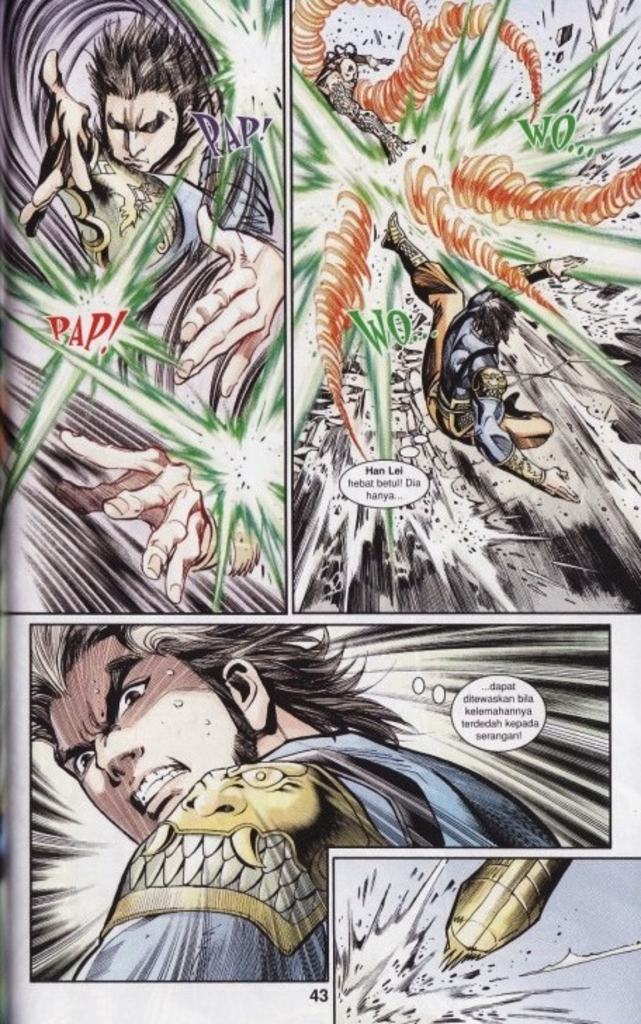 PAP!
PAP!
WO...
WO...
Han Lei
hebat betul! Dia
hanya...
...dapat
ditewaskan bila
kelemahannya
terdedah kepada
serangan!
43